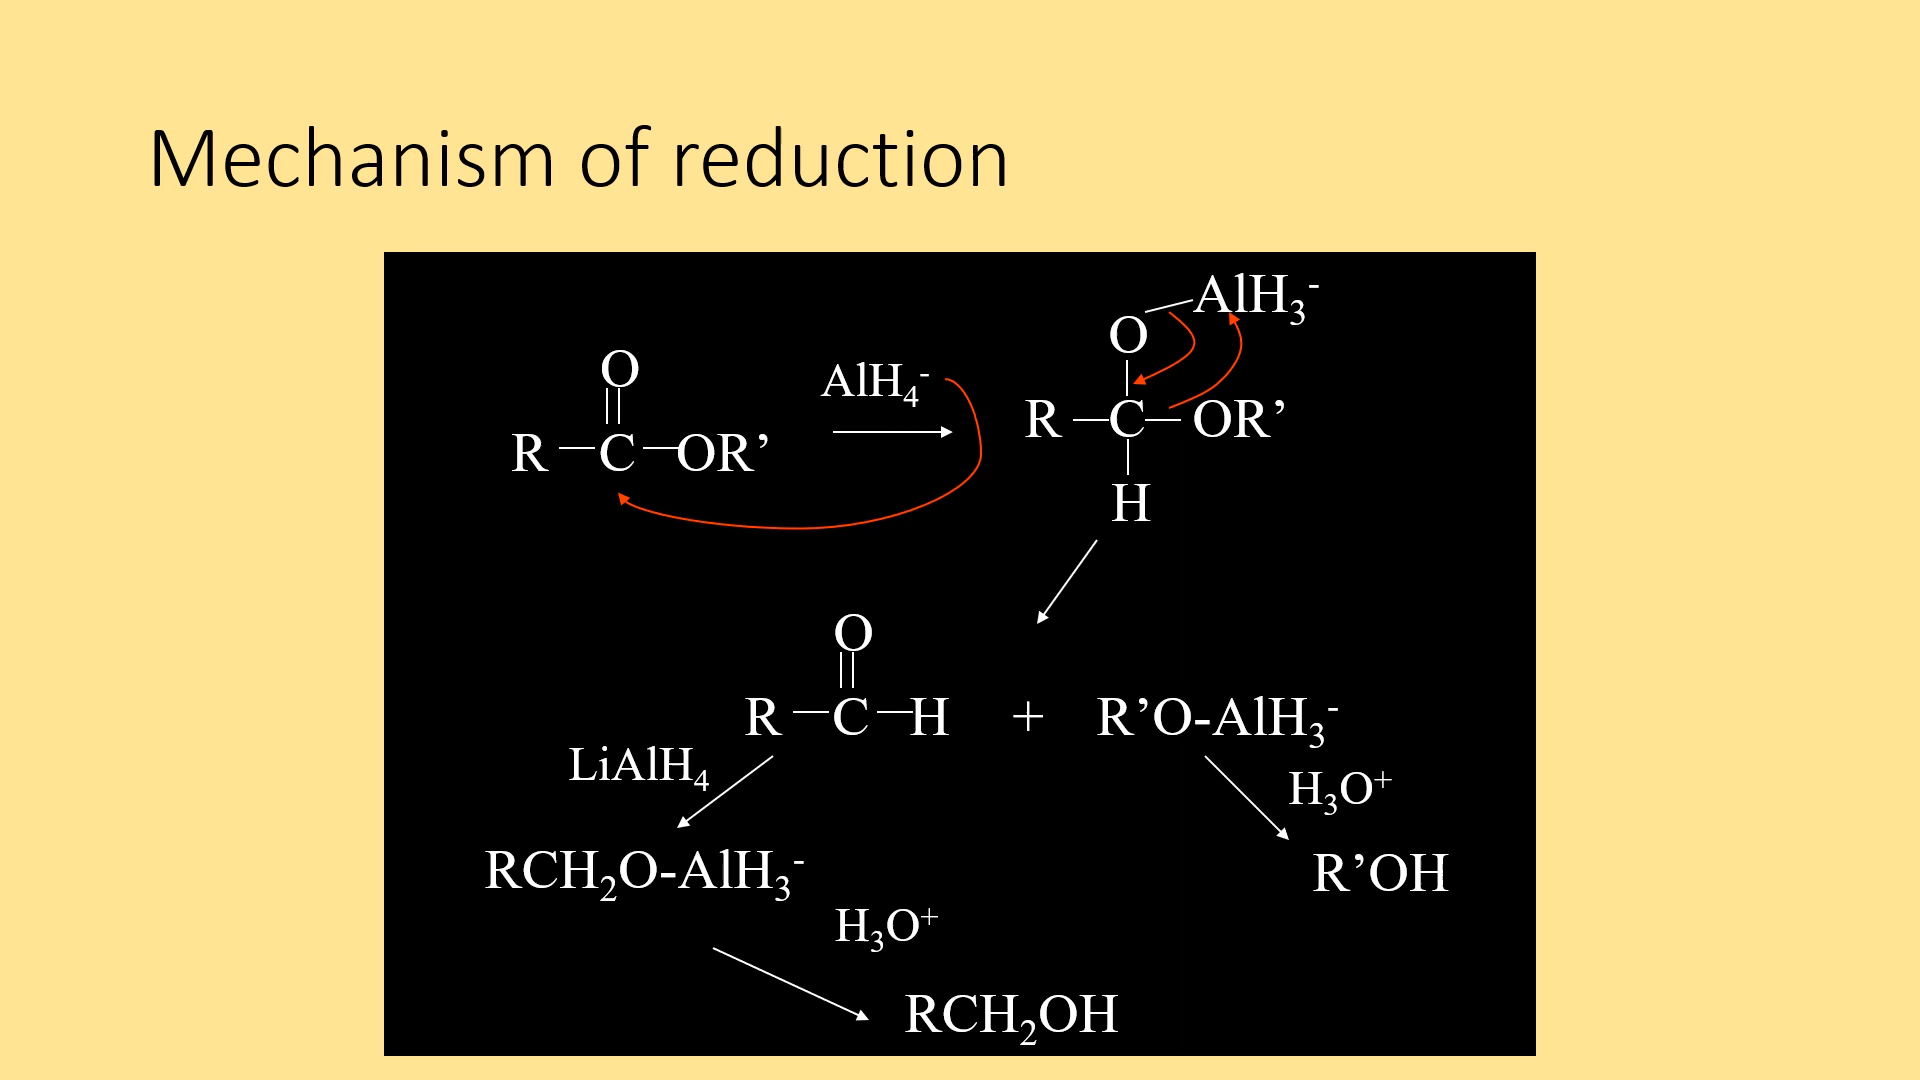 Mechanism of reduction
O
R C OR’
AlH₄⁻
AlH₃⁻
O
R C OR’
H
O
R C H + R’O-AlH₃⁻
LiAlH₄
H₃O⁺
RCH₂O-AlH₃⁻
R’OH
H₃O⁺
RCH₂OH